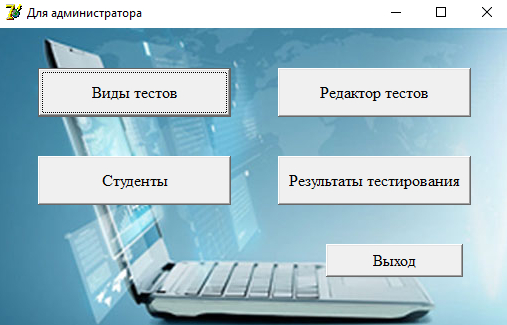 Для администратора
Виды тестов
Редактор тестов
Студенты
Результаты тестирования
Выход